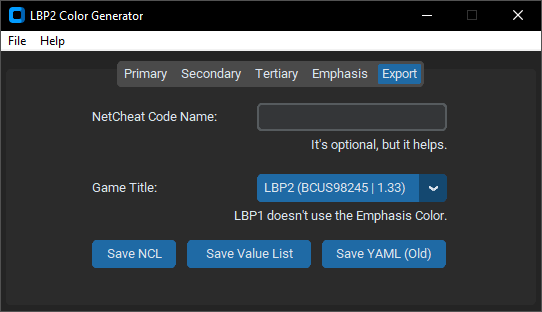 LBP2 Color Generator
File Help
Primary Secondary Tertiary Emphasis Export
NetCheat Code Name:
It's optional, but it helps.
Game Title: LBP2 (BCUS98245 | 1.33)
LBP1 doesn't use the Emphasis Color.
Save NCL Save Value List Save YAML (Old)